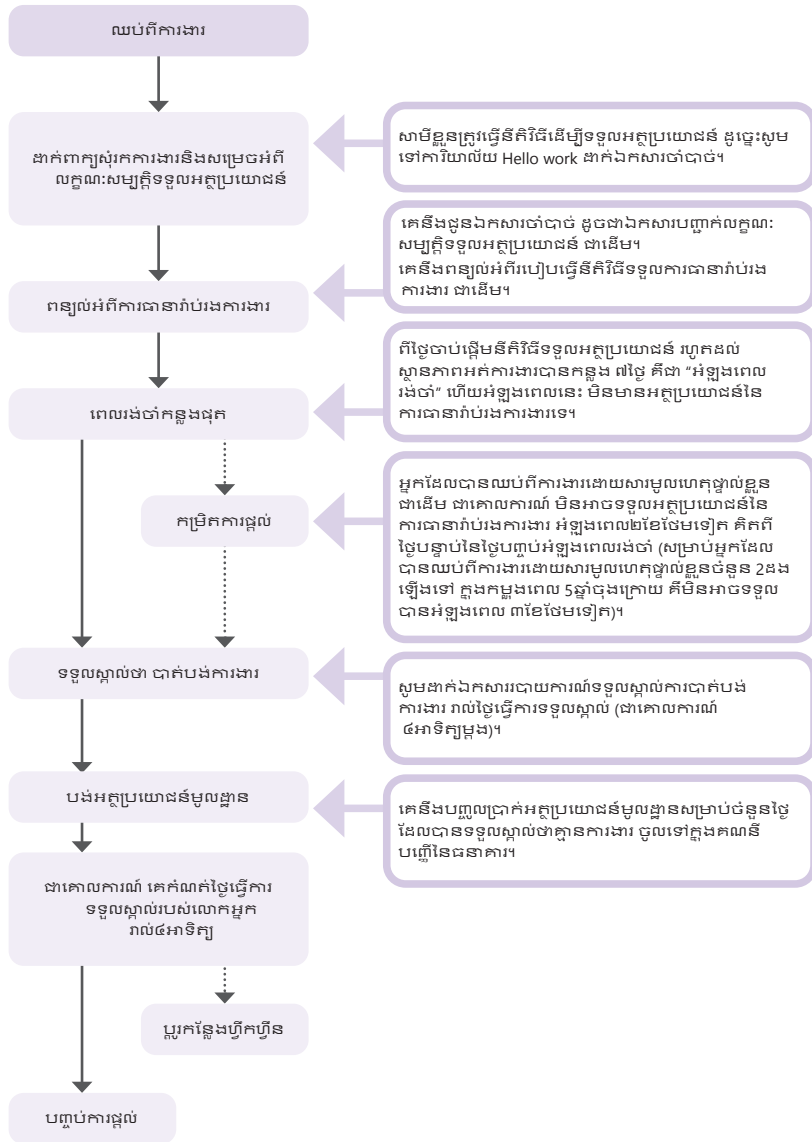 ឈប់ពីការងារ
ដាក់ពាក្យសុំរកការងារនិងសម្រេចអំពី
លក្ខណៈសម្បត្តិទទួលអត្ថប្រយោជន៍
សាមីខ្លួនត្រូវធ្វើនីតិវិធីដើម្បីទទួលអត្ថប្រយោជន៍ ដូច្នេះសូម
ទៅការិយាល័យ Hello work ដាក់ឯកសារចាំបាច់។
គេនឹងជូនឯកសារចាំបាច់ ដូចជាឯកសារបញ្ជាក់លក្ខណៈ
សម្បត្តិទទួលអត្ថប្រយោជន៍ ជាដើម។
គេនឹងពន្យល់អំពីរបៀបធ្វើនីតិវិធីទទួលការធានារ៉ាប់រង
ការងារ ជាដើម។
ពន្យល់អំពីការធានារ៉ាប់រងការងារ
ពីថ្ងៃចាប់ផ្តើមនីតិវិធីទទួលអត្ថប្រយោជន៍ រហូតដល់
ស្ថានភាពអត់ការងារបានកន្លង ៧ថ្ងៃ គឺជា “អំឡុងពេល
រង់ចាំ” ហើយអំឡុងពេលនេះ មិនមានអត្ថប្រយោជន៍នៃ
ការធានារ៉ាប់រងការងារទេ។
ពេលរង់ចាំកន្លងផុត
កម្រិតការផ្តល់
អ្នកដែលបានឈប់ពីការងារដោយសារមូលហេតុផ្ទាល់ខ្លួន
ជាដើម ជាគោលការណ៍ មិនអាចទទួលអត្ថប្រយោជន៍នៃ
ការធានារ៉ាប់រងការងារ អំឡុងពេល២ខែថែមទៀត គិតពី
ថ្ងៃបន្ទាប់នៃថ្ងៃបញ្ចប់អំឡុងពេលរង់ចាំ (សម្រាប់អ្នកដែល
បានឈប់ពីការងារដោយសារមូលហេតុផ្ទាល់ខ្លួនចំនួន 2ដង
ឡើងទៅ ក្នុងកម្លុងពេល 5ឆ្នាំចុងក្រោយ គឺមិនអាចទទួល
បានអំឡុងពេល ៣ខែថែមទៀត)។
ទទួលស្គាល់ថា បាត់បង់ការងារ
សូមដាក់ឯកសាររបាយការណ៍ទទួលស្គាល់ការបាត់បង់
ការងារ រាល់ថ្ងៃធ្វើការទទួលស្គាល់ (ជាគោលការណ៍
៤អាទិត្យម្តង)។
បង់អត្ថប្រយោជន៍មូលដ្ឋាន
គេនឹងបញ្ចូលប្រាក់អត្ថប្រយោជន៍មូលដ្ឋានសម្រាប់ចំនួនថ្ងៃ
ដែលបានទទួលស្គាល់ថាគ្មានការងារ ចូលទៅក្នុងគណនី
បញ្ញើនៃធនាគារ។
ជាគោលការណ៍ គេកំណត់ថ្ងៃធ្វើការ
ទទួលស្គាល់របស់លោកអ្នក
រាល់៤អាទិត្យ
ប្តូរកន្លែងហ្វឹកហ្វឺន
បញ្ចប់ការផ្តល់